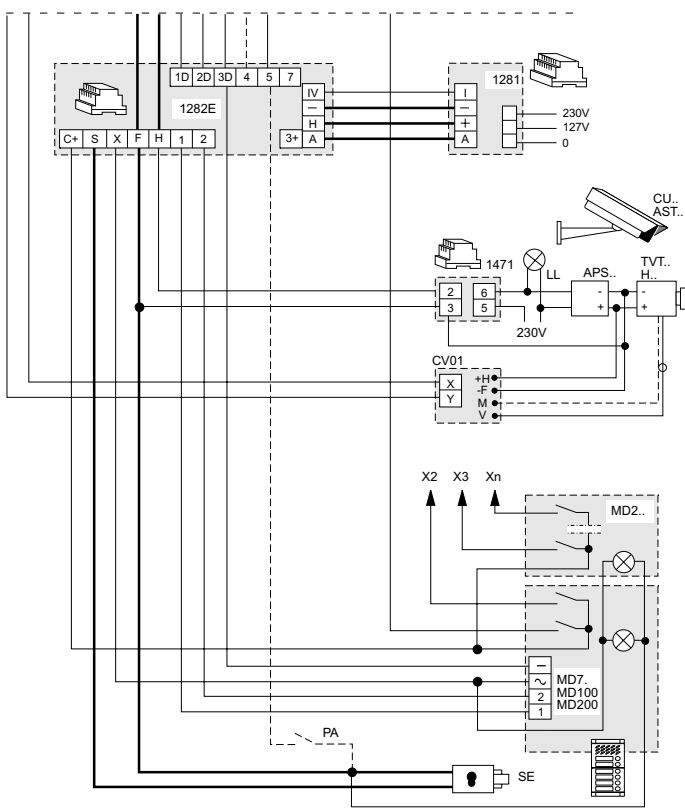 1D 2D 3D 4 5 7
1282E
IV
–
H
3+ A
C+ S X F H 1 2
1281
I
–
+
A
230V
127V
0
CU..
AST..
1471
2 6
3 5
LL
230V
APS..
- +
TVT..
H..
- +
CV01
X
Y
+H
-F
M
V
X2 X3 Xn
MD2..
–
~
2
1
MD7.
MD100
MD200
PA
SE